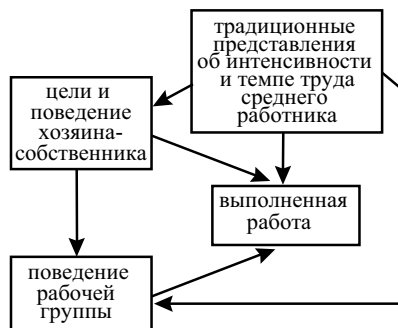 традиционные
представления
об интенсивности
и темпе труда
среднего
работника
цели и
поведение
хозяина-
собственника
выполненная
работа
поведение
рабочей
группы